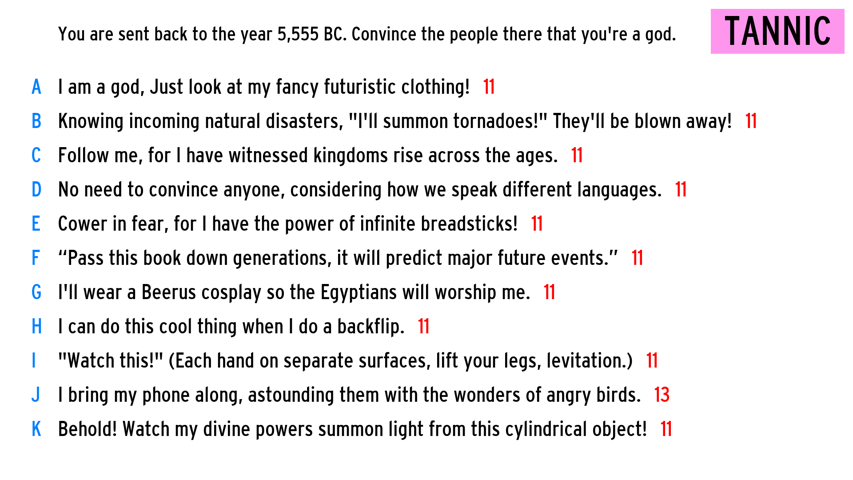 You are sent back to the year 5,555 BC. Convince the people there that you're a god.
TANNIC
A I am a god, Just look at my fancy futuristic clothing! 11
B Knowing incoming natural disasters, "I'll summon tornadoes!" They'll be blown away! 11
C Follow me, for I have witnessed kingdoms rise across the ages. 11
D No need to convince anyone, considering how we speak different languages. 11
E Cower in fear, for I have the power of infinite breadsticks! 11
F “Pass this book down generations, it will predict major future events.” 11
G I'll wear a Beerus cosplay so the Egyptians will worship me. 11
H I can do this cool thing when I do a backflip. 11
I "Watch this!" (Each hand on separate surfaces, lift your legs, levitation.) 11
J I bring my phone along, astounding them with the wonders of angry birds. 13
K Behold! Watch my divine powers summon light from this cylindrical object! 11